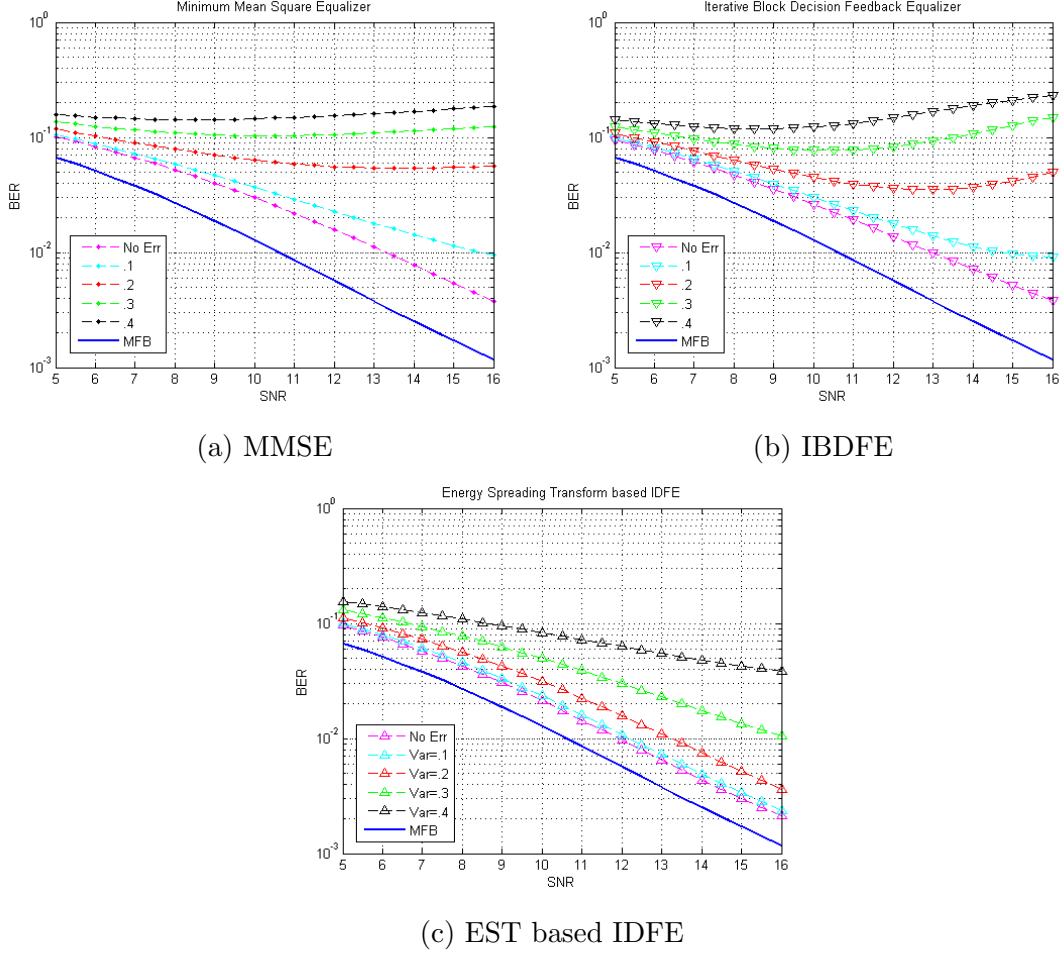 Minimum Mean Square Equalizer
10^0
10^-1
10^-2
10^-3
BER
No Err
.1
.2
.3
.4
MFB
5 6 7 8 9 10 11 12 13 14 15 16
SNR
(a) MMSE
Iterative Block Decision Feedback Equalizer
10^0
10^-1
10^-2
10^-3
BER
No Err
.1
.2
.3
.4
MFB
5 6 7 8 9 10 11 12 13 14 15 16
SNR
(b) IBDFE
Energy Spreading Transform based IDFE
10^0
10^-1
10^-2
10^-3
BER
No Err
Var=.1
Var=.2
Var=.3
Var=.4
MFB
5 6 7 8 9 10 11 12 13 14 15 16
SNR
(c) EST based IDFE